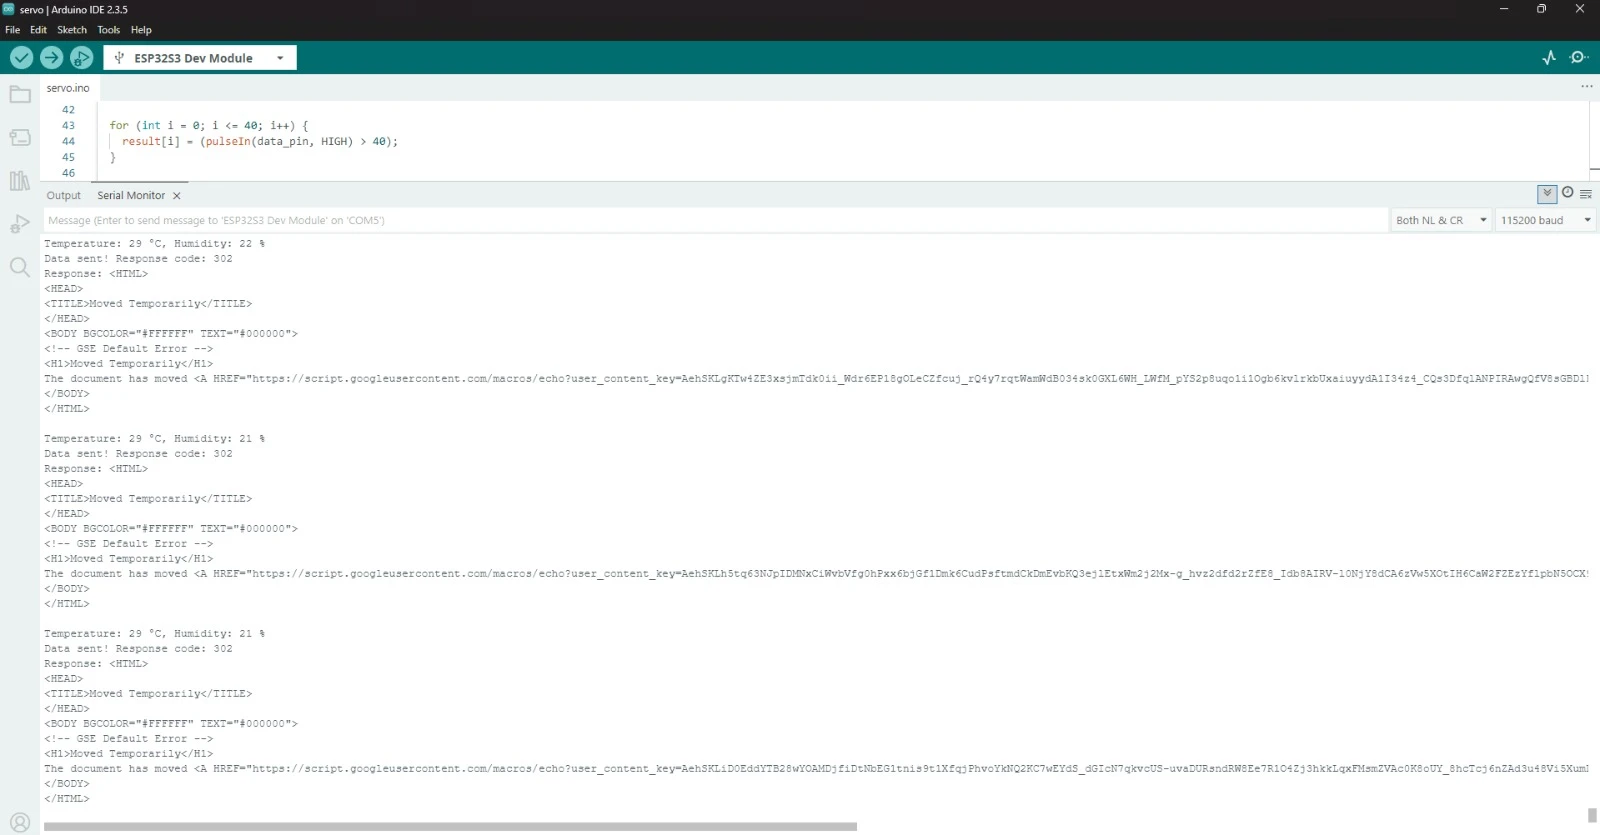 servo | Arduino IDE 2.3.5
File Edit Sketch Tools Help
ESP32S3 Dev Module
servo.ino
42
43 for (int i = 0; i <= 40; i++) {
44 result[i] = (pulseIn(data_pin, HIGH) > 40);
45 }
46
Output Serial Monitor
Message (Enter to send message to 'ESP32S3 Dev Module' on 'COM5')
Both NL & CR
115200 baud
Temperature: 29 °C, Humidity: 22 %
Data sent! Response code: 302
Response: <HTML>
<HEAD>
<TITLE>Moved Temporarily</TITLE>
</HEAD>
<BODY BGCOLOR="#FFFFFF" TEXT="#000000">
<!-- GSE Default Error -->
<H1>Moved Temporarily</H1>
The document has moved <A HREF="https://script.googleusercontent.com/macros/echo?user_content_key=
</BODY>
</HTML>
Temperature: 29 °C, Humidity: 21 %
Data sent! Response code: 302
Response: <HTML>
<HEAD>
<TITLE>Moved Temporarily</TITLE>
</HEAD>
<BODY BGCOLOR="#FFFFFF" TEXT="#000000">
<!-- GSE Default Error -->
<H1>Moved Temporarily</H1>
The document has moved <A HREF="https://script.googleusercontent.com/macros/echo?user_content_key=
</BODY>
</HTML>
Temperature: 29 °C, Humidity: 21 %
Data sent! Response code: 302
Response: <HTML>
<HEAD>
<TITLE>Moved Temporarily</TITLE>
</HEAD>
<BODY BGCOLOR="#FFFFFF" TEXT="#000000">
<!-- GSE Default Error -->
<H1>Moved Temporarily</H1>
The document has moved <A HREF="https://script.googleusercontent.com/macros/echo?user_content_key=
</BODY>
</HTML>